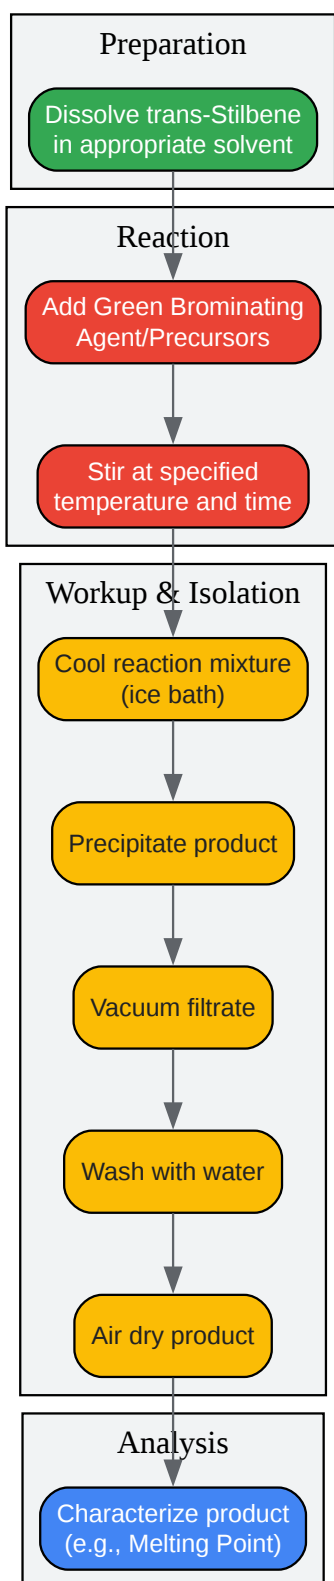 Preparation
Dissolve trans-Stilbene
in appropriate solvent
Reaction
Add Green Brominating
Agent/Precursors
Stir at specified
temperature and time
Workup & Isolation
Cool reaction mixture
(ice bath)
Precipitate product
Vacuum filtrate
Wash with water
Air dry product
Analysis
Characterize product
(e.g., Melting Point)